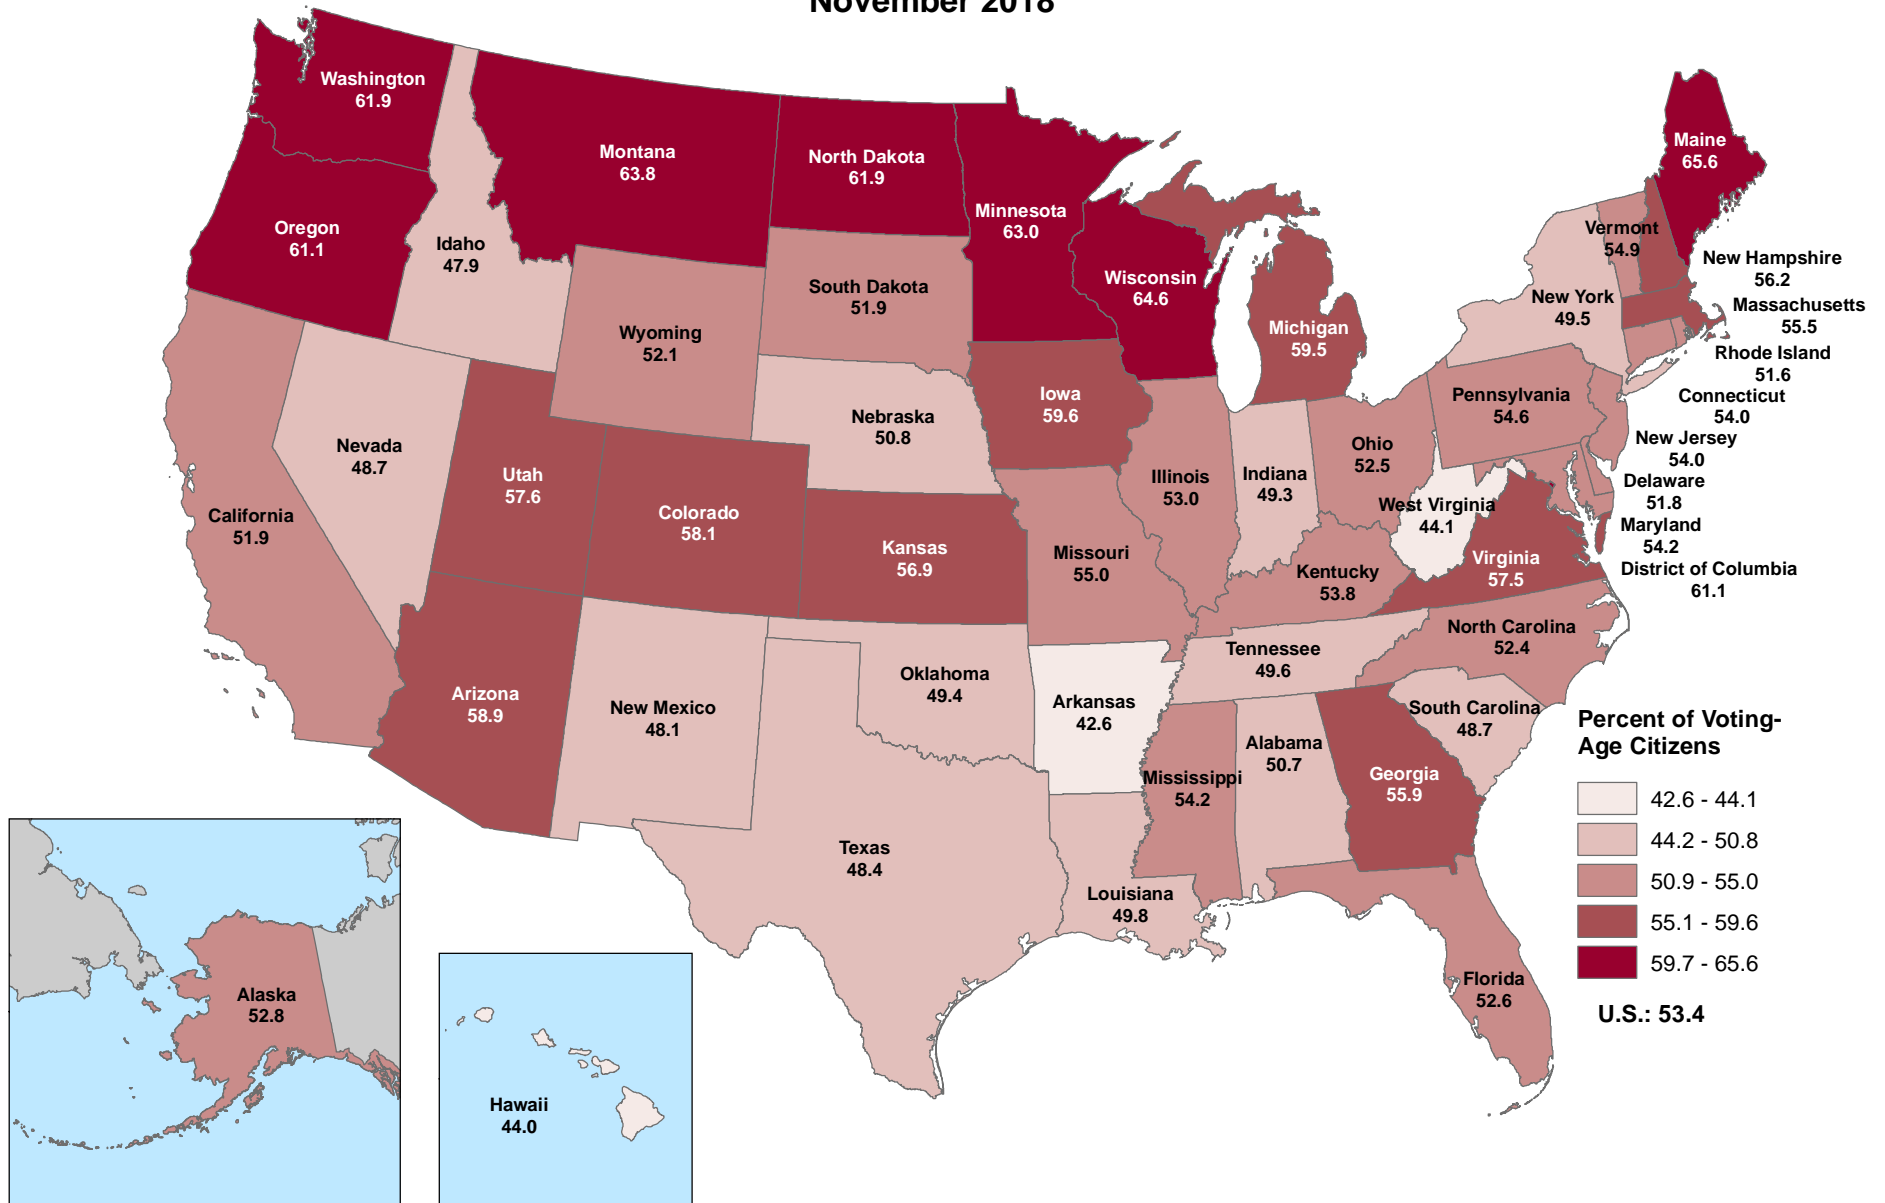 November 2018
Washington
61.9
Montana
63.8
North Dakota
61.9
Minnesota
63.0
Maine
65.6
Oregon
61.1
Idaho
47.9
Wisconsin
64.6
Vermont
54.9
New Hampshire
56.2
South Dakota
51.9
Wyoming
52.1
Michigan
59.5
New York
49.5
Massachusetts
55.5
Rhode Island
51.6
Connecticut
54.0
Iowa
59.6
Nebraska
50.8
Pennsylvania
54.6
New Jersey
54.0
Nevada
48.7
Utah
57.6
Colorado
58.1
Illinois
53.0
Indiana
49.3
Ohio
52.5
Delaware
51.8
West Virginia
44.1
Maryland
54.2
California
51.9
Kansas
56.9
Missouri
55.0
Kentucky
53.8
Virginia
57.5
District of Columbia
61.1
North Carolina
52.4
Tennessee
49.6
Arizona
58.9
New Mexico
48.1
Oklahoma
49.4
Arkansas
42.6
South Carolina
48.7
Mississippi
54.2
Alabama
50.7
Georgia
55.9
Texas
48.4
Louisiana
49.8
Florida
52.6
Alaska
52.8
Hawaii
44.0
Percent of Voting-
Age Citizens
42.6 - 44.1
44.2 - 50.8
50.9 - 55.0
55.1 - 59.6
59.7 - 65.6
U.S.: 53.4